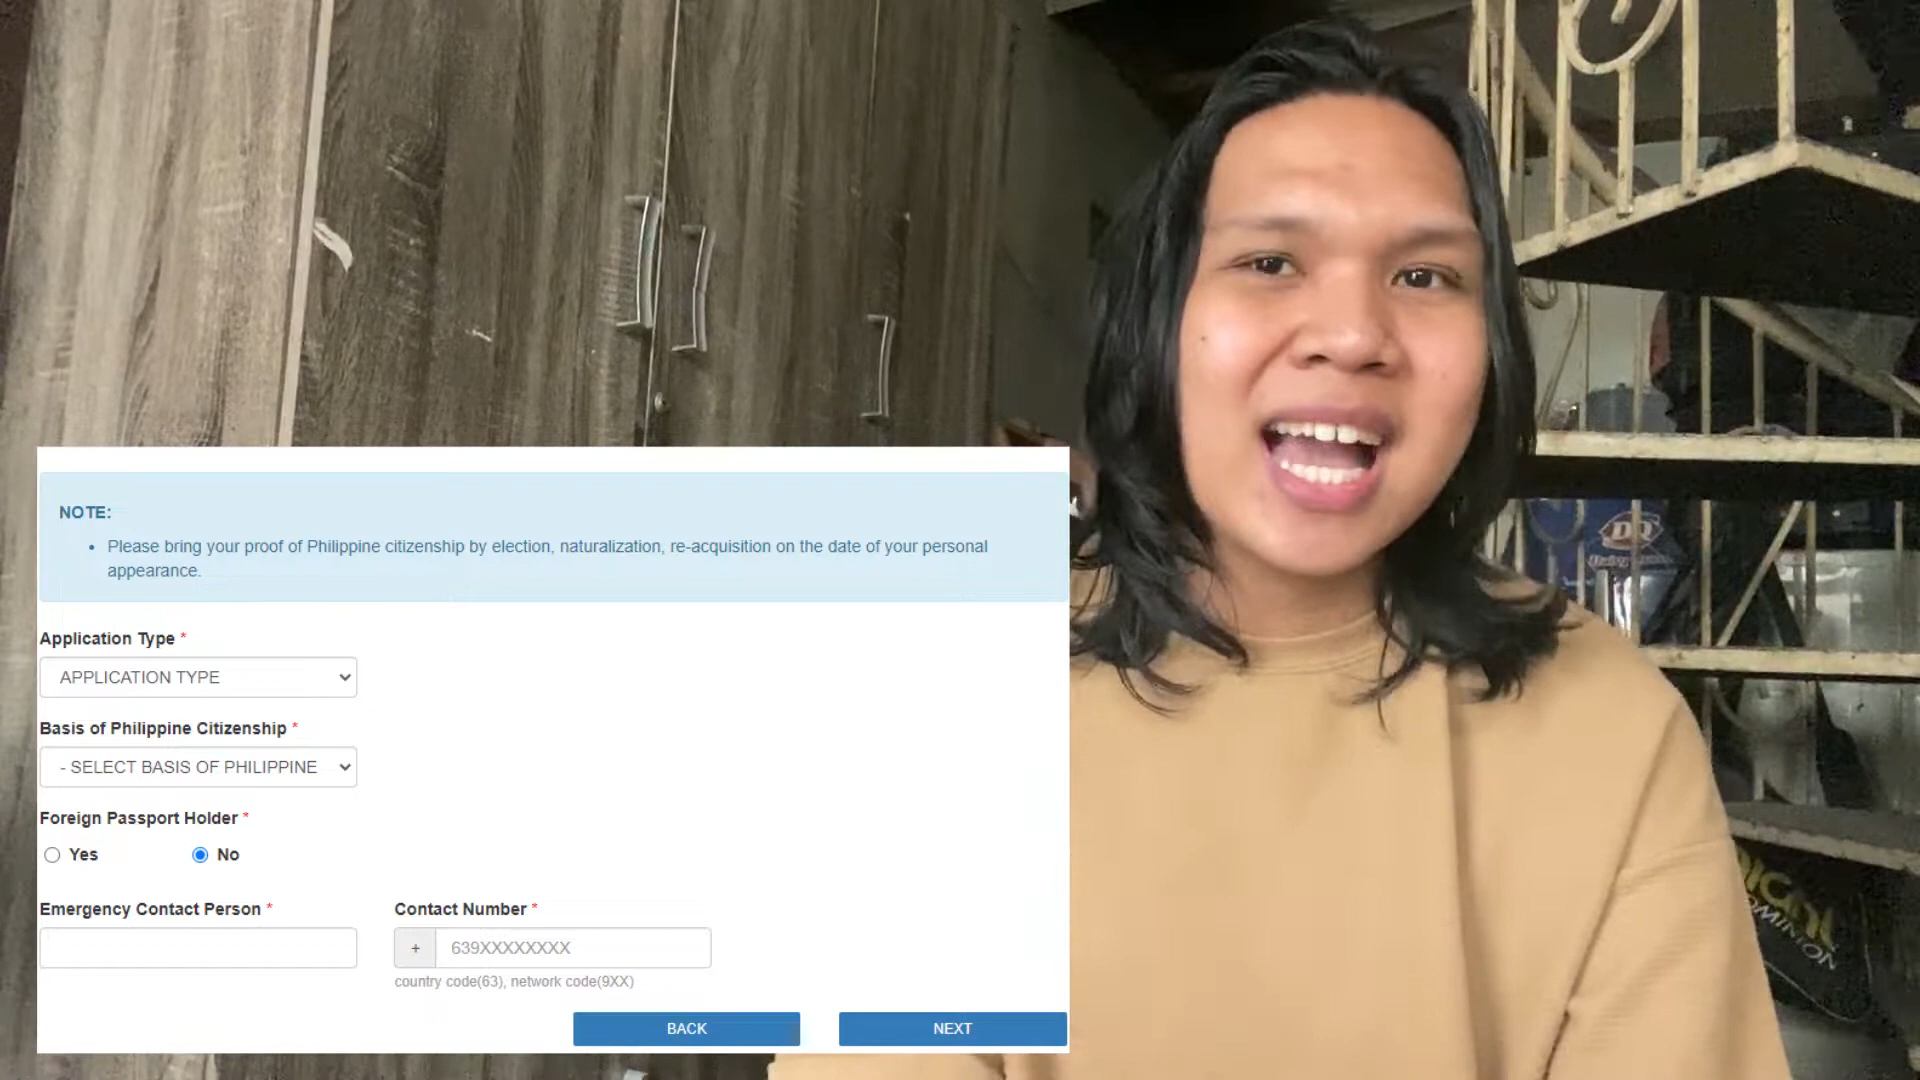 NOTE:
• Please bring your proof of Philippine citizenship by election, naturalization, re-acquisition on the date of your personal
appearance.
Application Type *
APPLICATION TYPE
Basis of Philippine Citizenship *
- SELECT BASIS OF PHILIPPINE
Foreign Passport Holder *
Yes No
Emergency Contact Person * Contact Number *
+ 639XXXXXXXX
country code(63), network code(9XX)
BACK NEXT
DQ